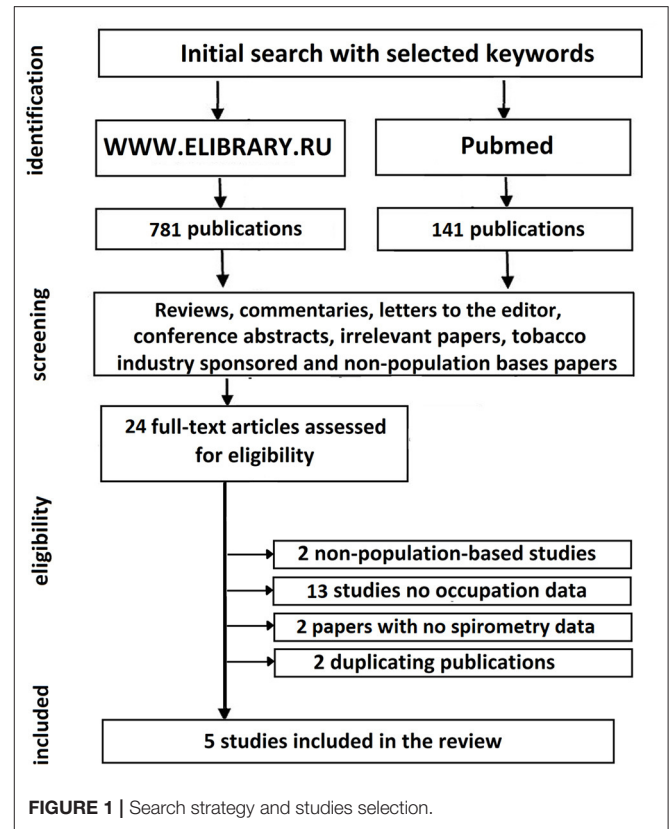 identification
Initial search with selected keywords
WWW.ELIBRARY.RU
Pubmed
781 publications
141 publications
screening
Reviews, commentaries, letters to the editor,
conference abstracts, irrelevant papers, tobacco
industry sponsored and non-population bases papers
24 full-text articles assessed
for eligibility
eligibility
2 non-population-based studies
13 studies no occupation data
2 papers with no spirometry data
2 duplicating publications
included
5 studies included in the review
FIGURE 1 | Search strategy and studies selection.